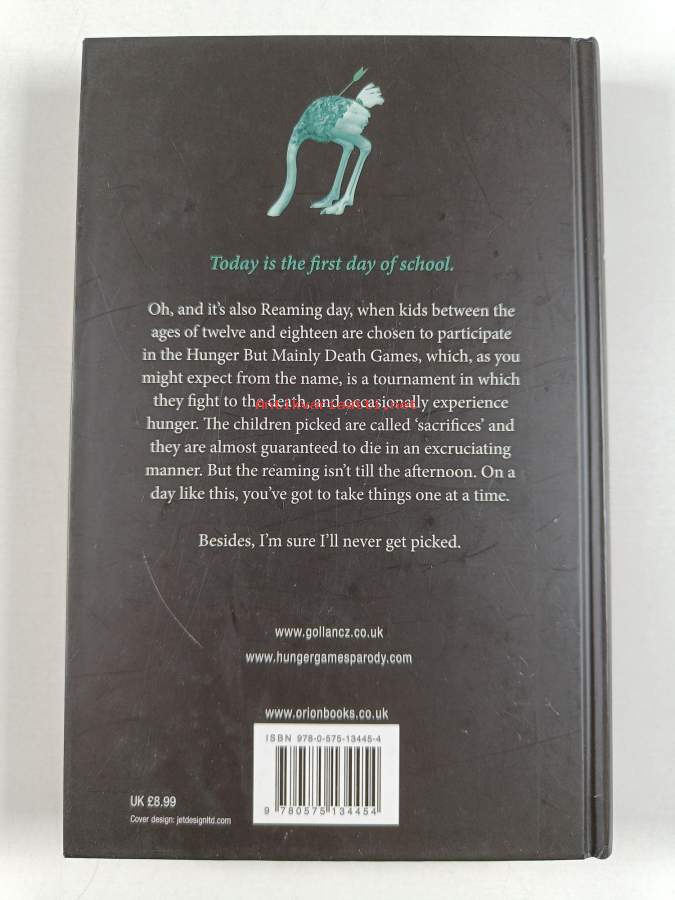 Today is the first day of school.
Oh, and it's also Reaming day, when kids between the
ages of twelve and eighteen are chosen to participate
in the Hunger But Mainly Death Games, which, as you
might expect from the name, is a tournament in which
they fight to the death, and occasionally experience
hunger. The children picked are called ‘sacrifices’ and
they are almost guaranteed to die in an excruciating
manner. But the reaming isn't till the afternoon. On a
day like this, you've got to take things one at a time.
Besides, I'm sure I'll never get picked.
www.gollancz.co.uk
www.hungergamesparody.com
www.orionbooks.co.uk
ISBN 978-0-575-13445-4
9 780575 134454
UK £8.99
Cover design: jetdesignltd.com